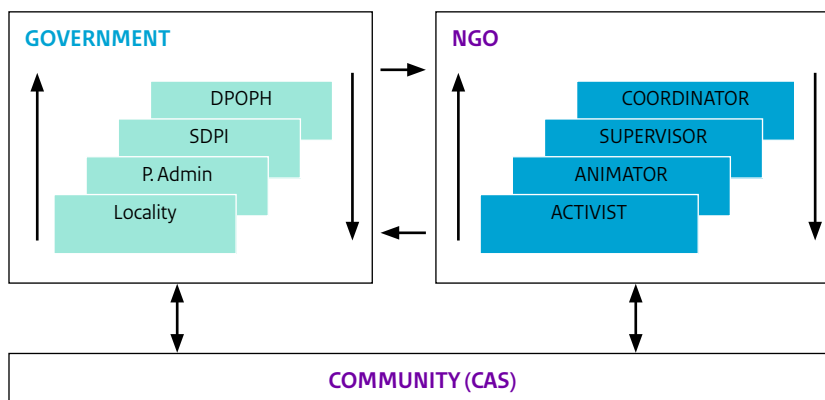 GOVERNMENT
DPOPH
SDPI
P. Admin
Locality
NGO
COORDINATOR
SUPERVISOR
ANIMATOR
ACTIVIST
COMMUNITY (CAS)